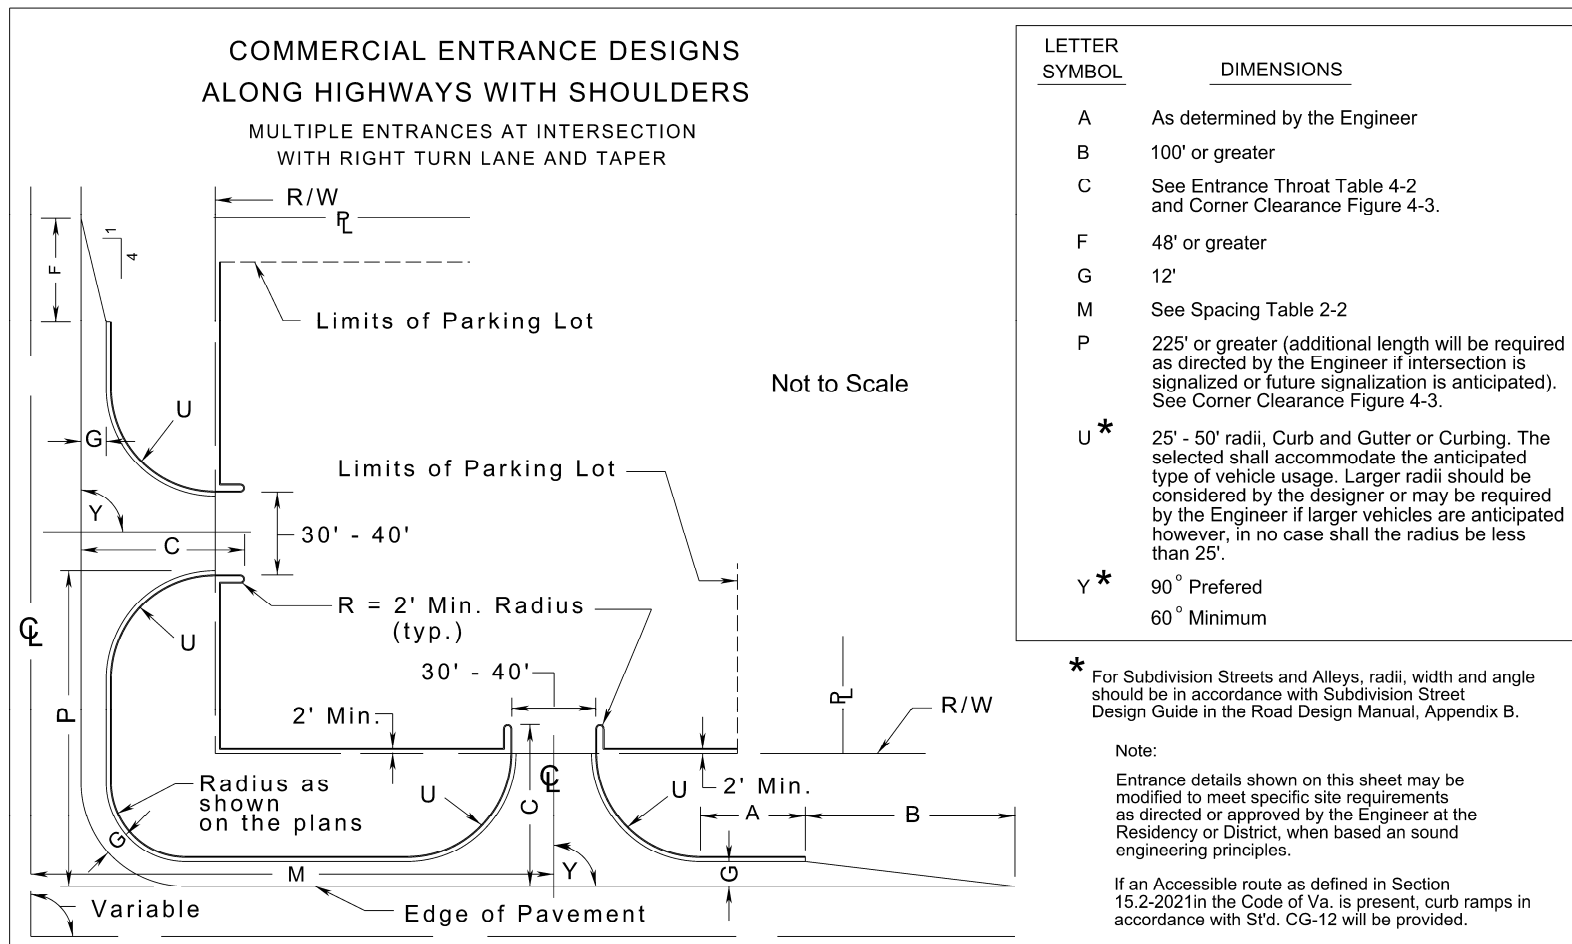 COMMERCIAL ENTRANCE DESIGNS
ALONG HIGHWAYS WITH SHOULDERS
MULTIPLE ENTRANCES AT INTERSECTION
WITH RIGHT TURN LANE AND TAPER
R/W
PL
1
4
F
Limits of Parking Lot
Not to Scale
U
G
Limits of Parking Lot
Y
30' - 40'
C
R = 2' Min. Radius
(typ.)
CL
U
30' - 40'
P
2' Min.
PL
R/W
CL
Radius as
shown
on the plans
U
C
U
2' Min.
A
B
G
M
Y
G
Variable
Edge of Pavement
LETTER
SYMBOL
DIMENSIONS
A As determined by the Engineer
B 100' or greater
C See Entrance Throat Table 4-2
and Corner Clearance Figure 4-3.
F 48' or greater
G 12'
M See Spacing Table 2-2
P 225' or greater (additional length will be required
as directed by the Engineer if intersection is
signalized or future signalization is anticipated).
See Corner Clearance Figure 4-3.
U * 25' - 50' radii, Curb and Gutter or Curbing. The
selected shall accommodate the anticipated
type of vehicle usage. Larger radii should be
considered by the designer or may be required
by the Engineer if larger vehicles are anticipated
however, in no case shall the radius be less
than 25'.
Y * 90° Prefered
60° Minimum
* For Subdivision Streets and Alleys, radii, width and angle
should be in accordance with Subdivision Street
Design Guide in the Road Design Manual, Appendix B.
Note:
Entrance details shown on this sheet may be
modified to meet specific site requirements
as directed or approved by the Engineer at the
Residency or District, when based an sound
engineering principles.
If an Accessible route as defined in Section
15.2-2021in the Code of Va. is present, curb ramps in
accordance with St'd. CG-12 will be provided.